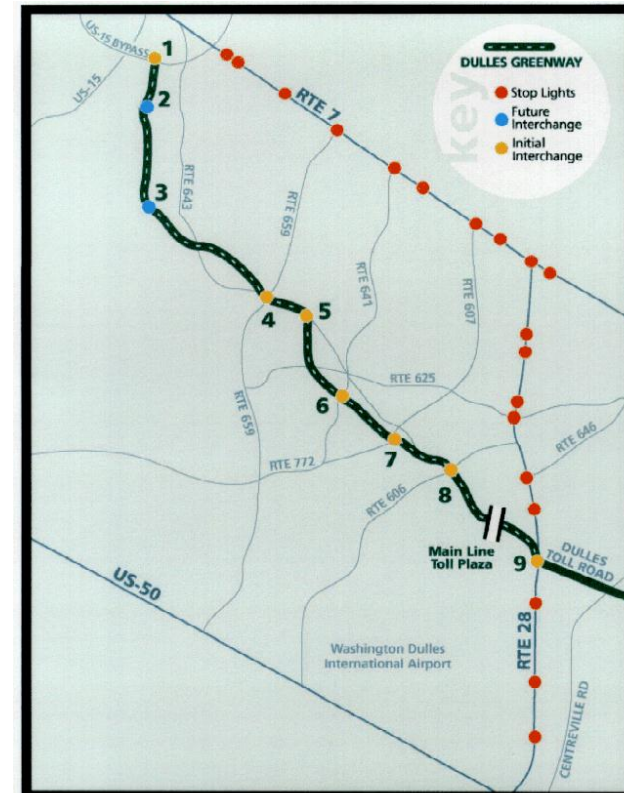 US-15 BYPASS
1
DULLES GREENWAY
key
Stop Lights
Future
Interchange
Initial
Interchange
US-15
2
RTE 7
RTE 643
RTE 659
3
RTE 641
RTE 607
4
5
RTE 625
6
RTE 659
7
RTE 646
RTE 772
8
RTE 606
Main Line
Toll Plaza
9
DULLES
TOLL ROAD
US-50
RTE 28
Washington Dulles
International Airport
CENTREVILLE RD